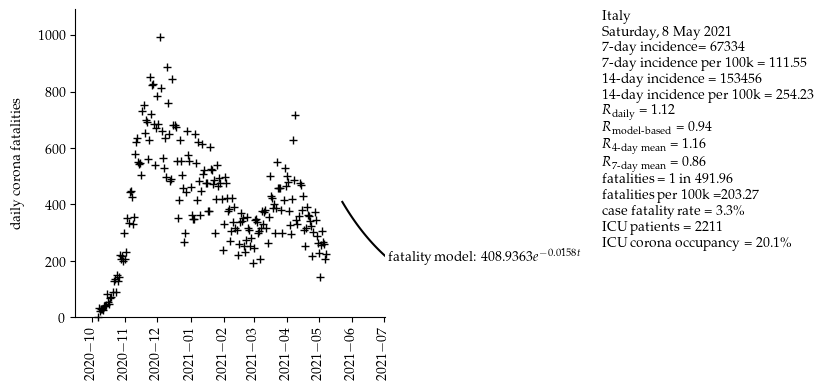 Italy
Saturday, 8 May 2021
7-day incidence= 67334
7-day incidence per 100k = 111.55
14-day incidence = 153456
14-day incidence per 100k = 254.23
R_daily = 1.12
R_model-based = 0.94
R_4-day mean = 1.16
R_7-day mean = 0.86
fatalities = 1 in 491.96
fatalities per 100k =203.27
case fatality rate = 3.3%
ICU patients = 2211
ICU corona occupancy = 20.1%
daily corona fatalities
1000
800
600
400
200
0
fatality model: 408.9363e^−0.0158t
2020−10
2020−11
2020−12
2021−01
2021−02
2021−03
2021−04
2021−05
2021−06
2021−07